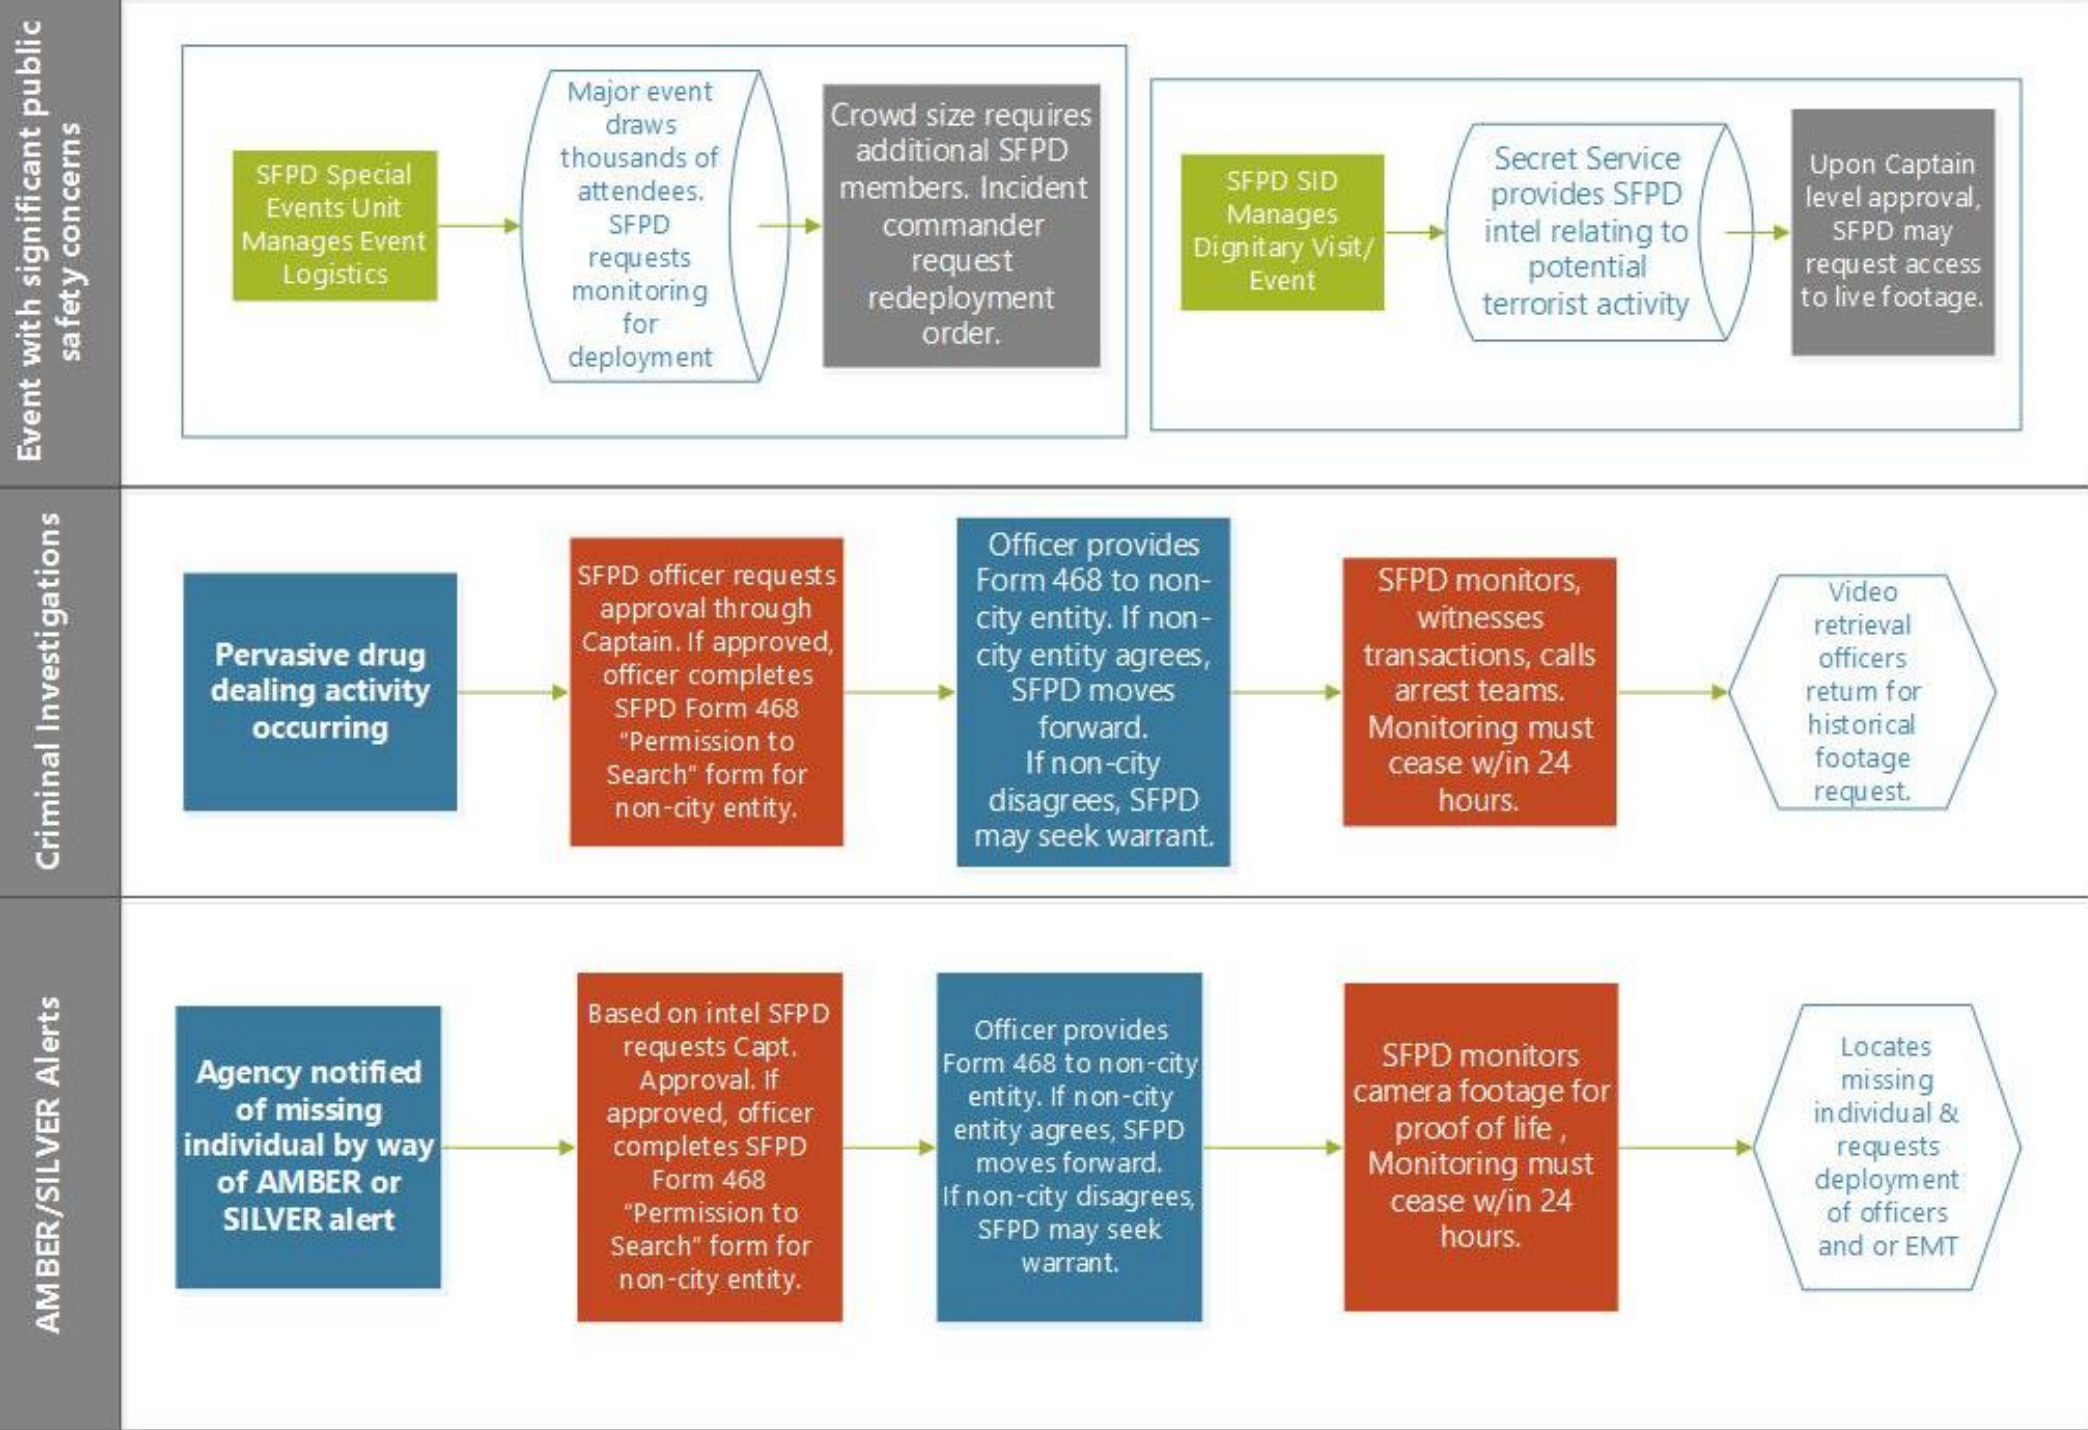 Event with significant public
safety concerns
SFPD Special
Events Unit
Manages Event
Logistics
Major event
draws
thousands of
attendees.
SFPD
requests
monitoring
for
deployment
Crowd size requires
additional SFPD
members. Incident
commander
request
redeployment
order.
SFPD SID
Manages
Dignitary Visit/
Event
Secret Service
provides SFPD
intel relating to
potential
terrorist activity
Upon Captain
level approval,
SFPD may
request access
to live footage.
Criminal Investigations
Pervasive drug
dealing activity
occurring
SFPD officer requests
approval through
Captain. If approved,
officer completes
SFPD Form 468
"Permission to
Search" form for
non-city entity.
Officer provides
Form 468 to non-
city entity. If non-
city entity agrees,
SFPD moves
forward.
If non-city
disagrees, SFPD
may seek warrant.
SFPD monitors,
witnesses
transactions, calls
arrest teams.
Monitoring must
cease w/in 24
hours.
Video
retrieval
officers
return for
historical
footage
request.
AMBER/SILVER Alerts
Agency notified
of missing
individual by way
of AMBER or
SILVER alert
Based on intel SFPD
requests Capt.
Approval. If
approved, officer
completes SFPD
Form 468
"Permission to
Search" form for
non-city entity.
Officer provides
Form 468 to non-city
entity. If non-city
entity agrees, SFPD
moves forward.
If non-city disagrees,
SFPD may seek
warrant.
SFPD monitors
camera footage for
proof of life ,
Monitoring must
cease w/in 24
hours.
Locates
missing
individual &
requests
deployment
of officers
and or EMT